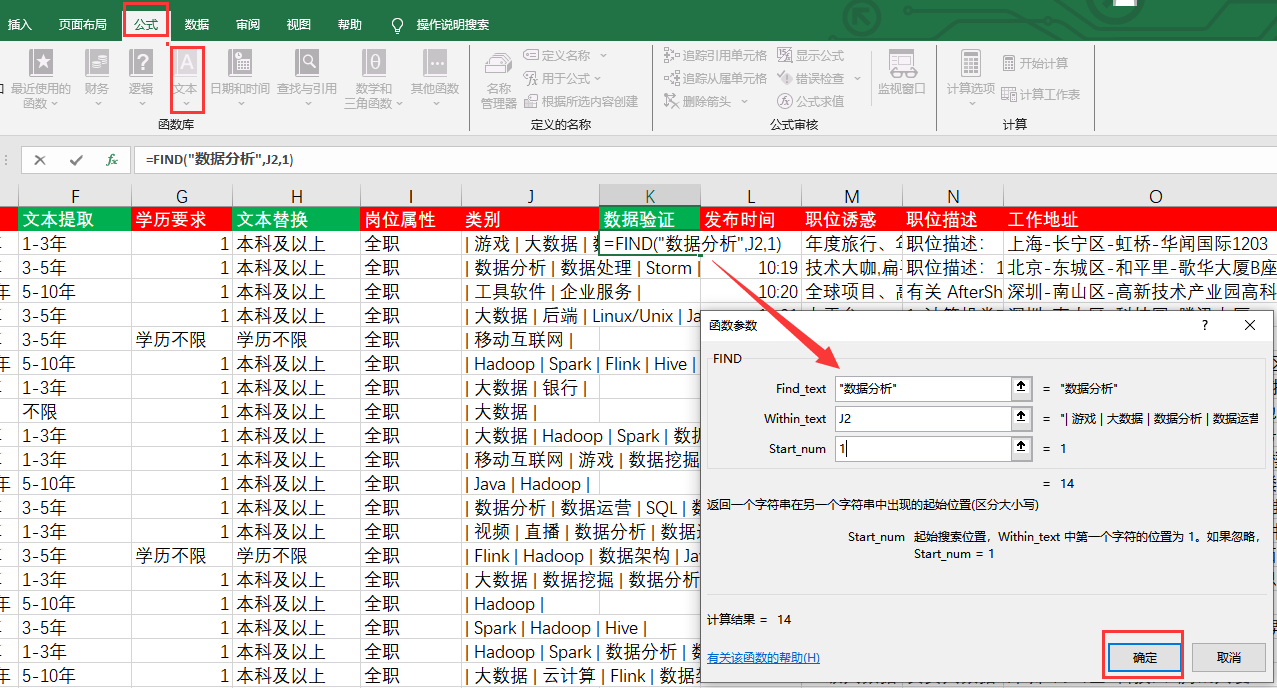 插入 页面布局 公式 数据 审阅 视图 帮助 操作说明搜索
最近使用的函数 财务 逻辑 文本 日期和时间 查找与引用 数学和三角函数 其他函数
函数库
名称管理器 定义名称 用于公式 根据所选内容创建
定义的名称
追踪引用单元格 追踪从属单元格 删除箭头 显示公式 错误检查 公式求值 监视窗口
公式审核
计算选项 开始计算 计算工作表
计算
fx =FIND("数据分析",J2,1)
F G H I J K L M N O
文本提取 学历要求 文本替换 岗位属性 类别 数据验证 发布时间 职位诱惑 职位描述 工作地址
1-3年 1 本科及以上 全职 | 游戏 | 大数据 | =FIND("数据分析",J2,1) 年度旅行、 职位描述： 上海-长宁区-虹桥-华闻国际1203
3-5年 1 本科及以上 全职 | 数据分析 | 数据处理 | Storm | 10:19 技术大咖,扁 职位描述：1 北京-东城区-和平里-歌华大厦B座
5-10年 1 本科及以上 全职 | 工具软件 | 企业服务 | 10:20 全球项目、 有关 AfterSh 深圳-南山区-高新技术产业园高科
3-5年 1 本科及以上 全职 | 大数据 | 后端 | Linux/Unix | Ja
3-5年 学历不限 学历不限 全职 | 移动互联网 |
5-10年 1 本科及以上 全职 | Hadoop | Spark | Flink | Hive |
1-3年 1 本科及以上 全职 | 大数据 | 银行 |
不限 1 本科及以上 全职 | 大数据 |
1-3年 1 本科及以上 全职 | 大数据 | Hadoop | Spark | 数据
1-3年 1 本科及以上 全职 | 移动互联网 | 游戏 | 数据挖掘
5-10年 1 本科及以上 全职 | Java | Hadoop |
3-5年 1 本科及以上 全职 | 数据分析 | 数据运营 | SQL | 数
1-3年 1 本科及以上 全职 | 视频 | 直播 | 数据分析 | 数据
3-5年 学历不限 学历不限 全职 | Flink | Hadoop | 数据架构 | Ja
1-3年 1 本科及以上 全职 | 大数据 | 数据挖掘 | 数据分析
5-10年 1 本科及以上 全职 | Hadoop |
3-5年 1 本科及以上 全职 | Spark | Hadoop | Hive |
1-3年 1 本科及以上 全职 | Hadoop | Spark | 数据分析 | 数
5-10年 1 本科及以上 全职 | 大数据 | 云计算 | Flink | Spark
函数参数 ? ×
FIND
Find_text "数据分析" = "数据分析"
Within_text J2 = "| 游戏 | 大数据 | 数据分析 | 数据运营
Start_num 1 = 1
= 14
返回一个字符串在另一个字符串中出现的起始位置(区分大小写)
Start_num 起始搜索位置，Within_text 中第一个字符的位置为 1。如果忽略，
Start_num = 1
计算结果 = 14
有关该函数的帮助(H) 确定 取消